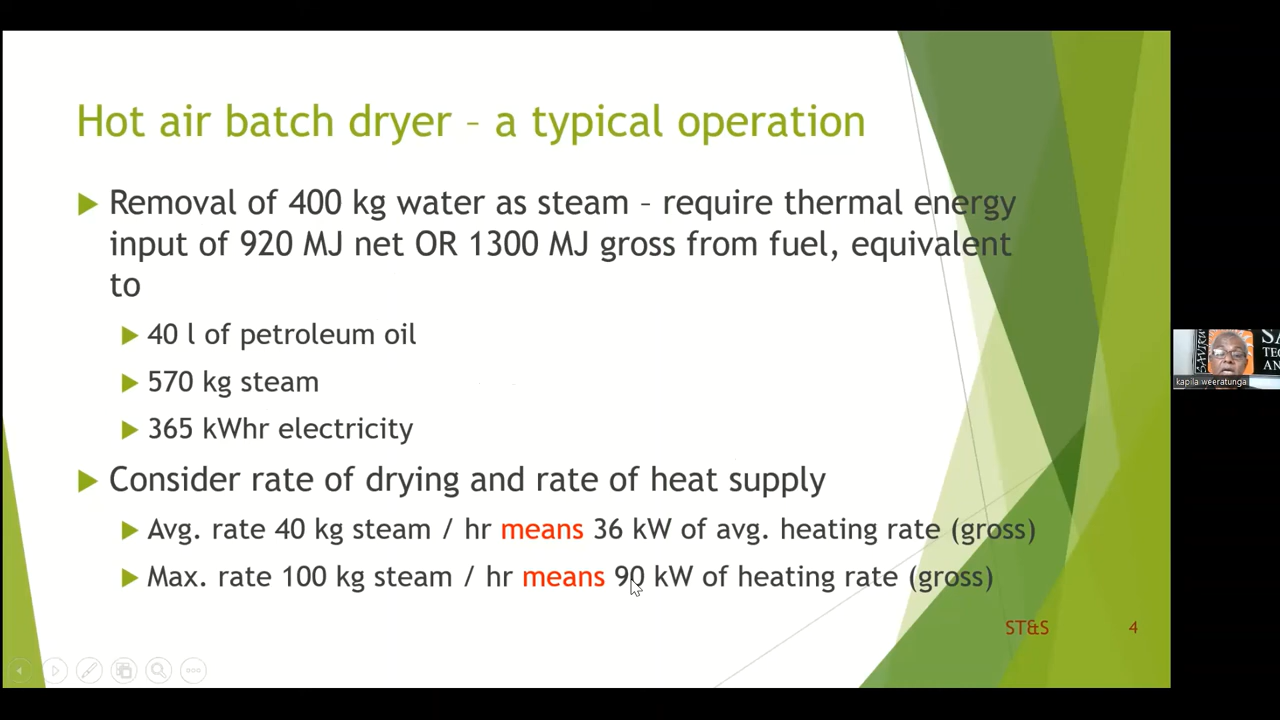 Hot air batch dryer – a typical operation
Removal of 400 kg water as steam – require thermal energy
input of 920 MJ net OR 1300 MJ gross from fuel, equivalent
to
40 l of petroleum oil
570 kg steam
365 kWhr electricity
Consider rate of drying and rate of heat supply
Avg. rate 40 kg steam / hr means 36 kW of avg. heating rate (gross)
Max. rate 100 kg steam / hr means 90 kW of heating rate (gross)
ST&S 4
kapila weeratunga